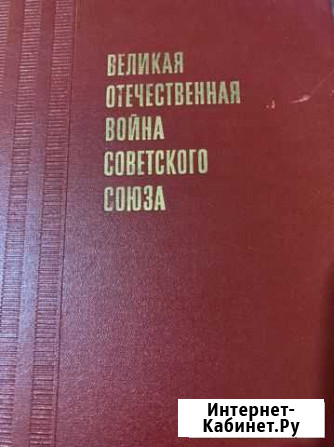 ВЕЛИКАЯ
ОТЕЧЕСТВЕННАЯ
ВОЙНА
СОВЕТСКОГО
СОЮЗА
Интернет-
Кабинет.Ру